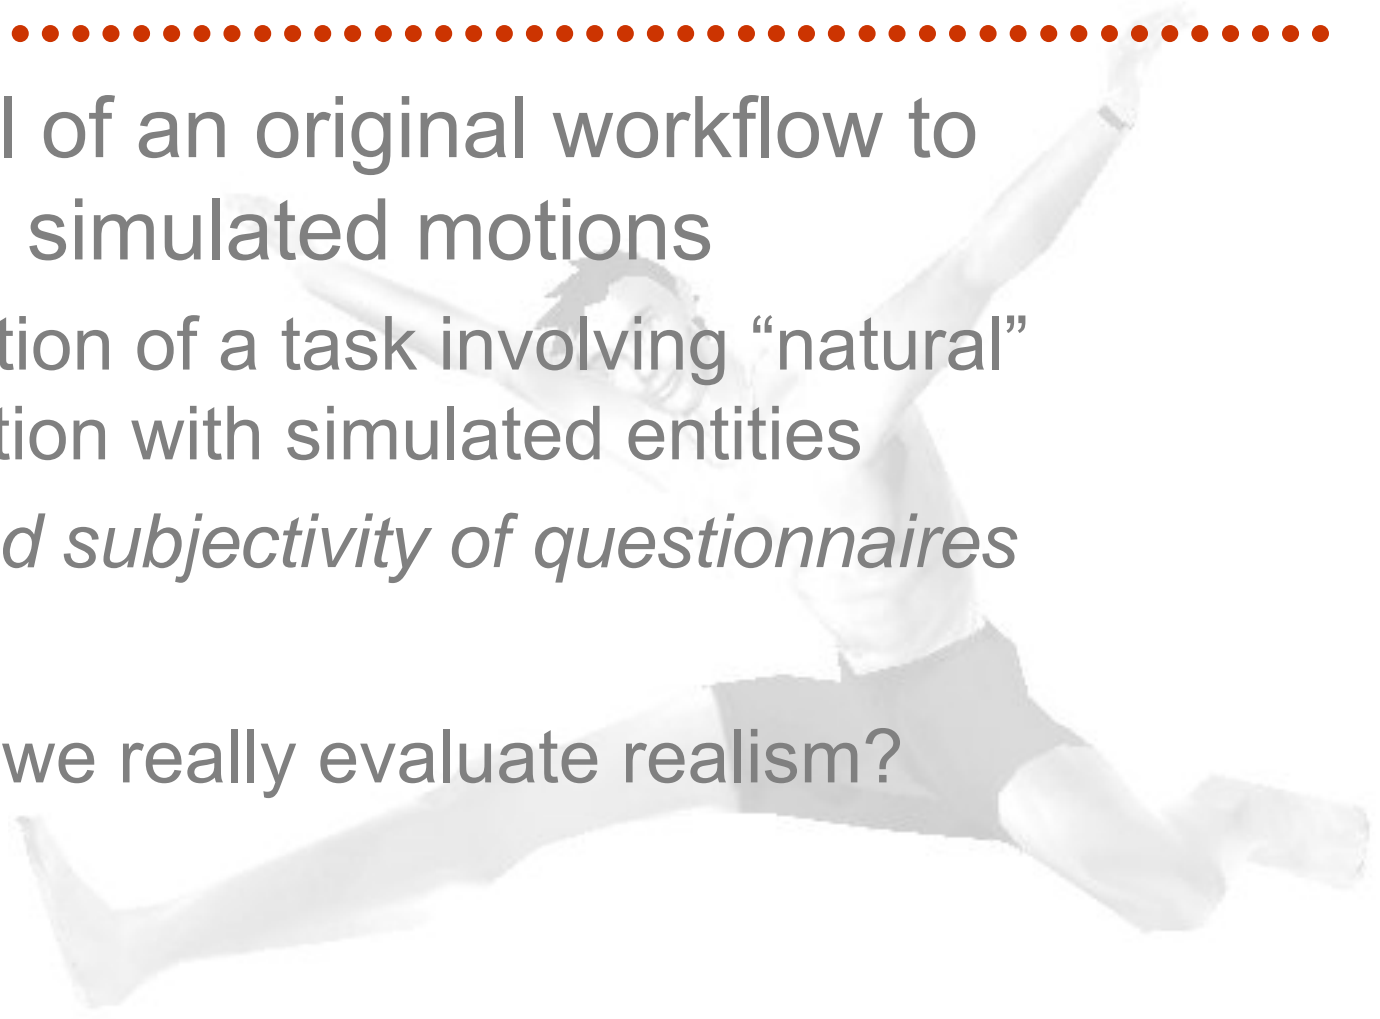 l of an original workflow to
simulated motions
tion of a task involving “natural”
tion with simulated entities
d subjectivity of questionnaires
we really evaluate realism?